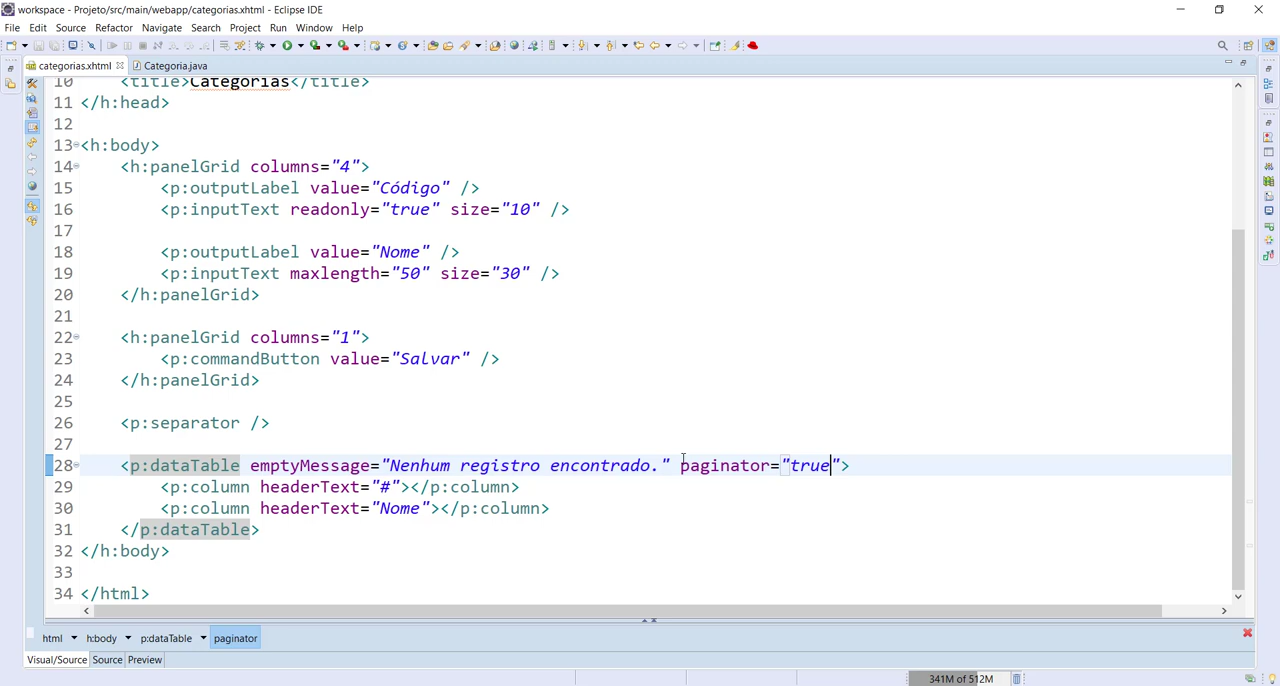 workspace - Projeto/src/main/webapp/categorias.xhtml - Eclipse IDE
File Edit Source Refactor Navigate Search Project Run Window Help
categorias.xhtml Categoria.java
10 <title>Categorias</title>
11 </h:head>
12
13 <h:body>
14 <h:panelGrid columns="4">
15 <p:outputLabel value="Código" />
16 <p:inputText readonly="true" size="10" />
17
18 <p:outputLabel value="Nome" />
19 <p:inputText maxlength="50" size="30" />
20 </h:panelGrid>
21
22 <h:panelGrid columns="1">
23 <p:commandButton value="Salvar" />
24 </h:panelGrid>
25
26 <p:separator />
27
28 <p:dataTable emptyMessage="Nenhum registro encontrado." paginator="true">
29 <p:column headerText="#"></p:column>
30 <p:column headerText="Nome"></p:column>
31 </p:dataTable>
32 </h:body>
33
34 </html>
html h:body p:dataTable paginator
Visual/Source Source Preview
341M of 512M